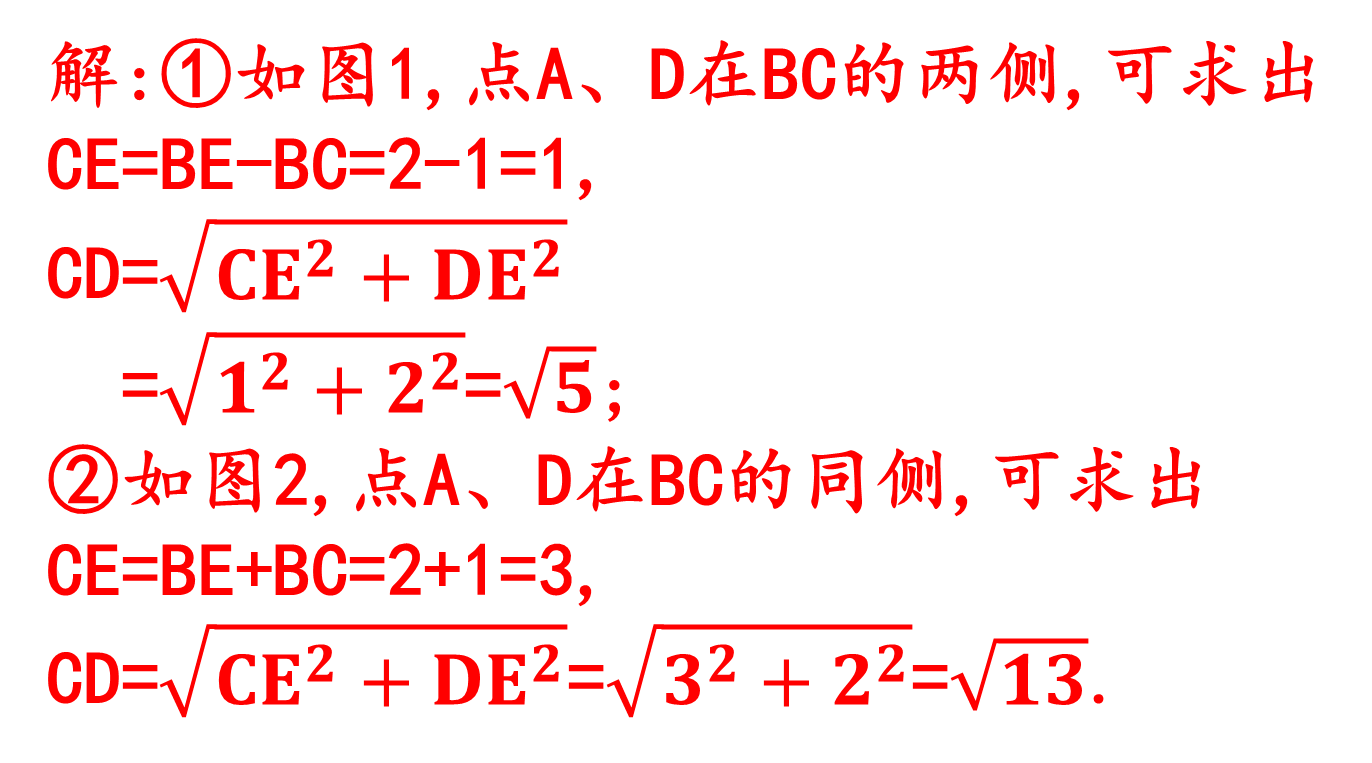 解:①如图1,点A、D在BC的两侧,可求出
CE=BE-BC=2-1=1,
CD=√(CE²+DE²)
=√(1²+2²)=√5;
②如图2,点A、D在BC的同侧,可求出
CE=BE+BC=2+1=3,
CD=√(CE²+DE²)=√(3²+2²)=√13.